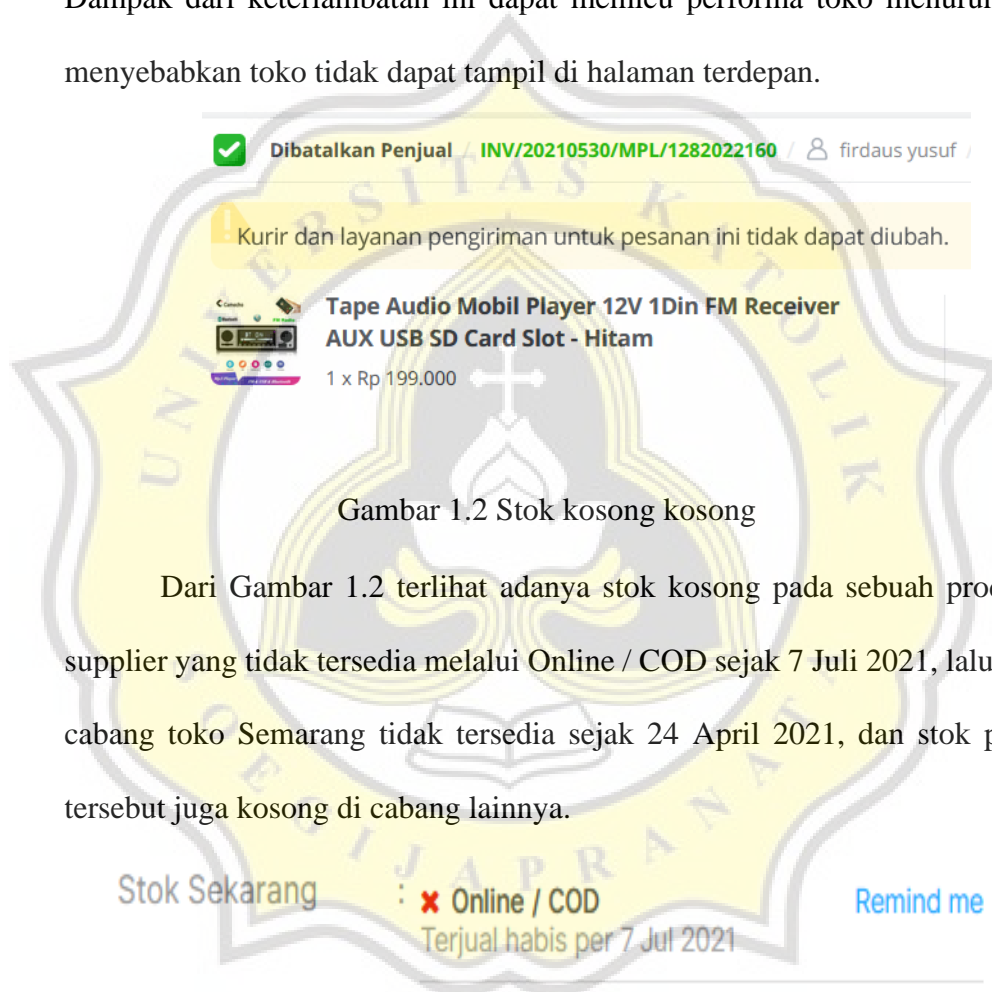 Dampak dari keterlambatan ini dapat memicu performa toko
menyebabkan toko tidak dapat tampil di halaman terdepan.
Dibatalkan Penjual / INV/20210530/MPL/1282022160 / firdaus yusuf /
Kurir dan layanan pengiriman untuk pesanan ini tidak dapat diubah.
Tape Audio Mobil Player 12V 1Din FM Receiver
AUX USB SD Card Slot - Hitam
1 x Rp 199.000
Gambar 1.2 Stok kosong kosong
Dari Gambar 1.2 terlihat adanya stok kosong pada sebuah
supplier yang tidak tersedia melalui Online / COD sejak 7 Juli 2021, lalu
cabang toko Semarang tidak tersedia sejak 24 April 2021, dan stok
tersebut juga kosong di cabang lainnya.
Stok Sekarang : Online / COD Remind me
Terjual habis per 7 Jul 2021
UNIVERSITAS KATOLIK
SOEGIJAPRANATA